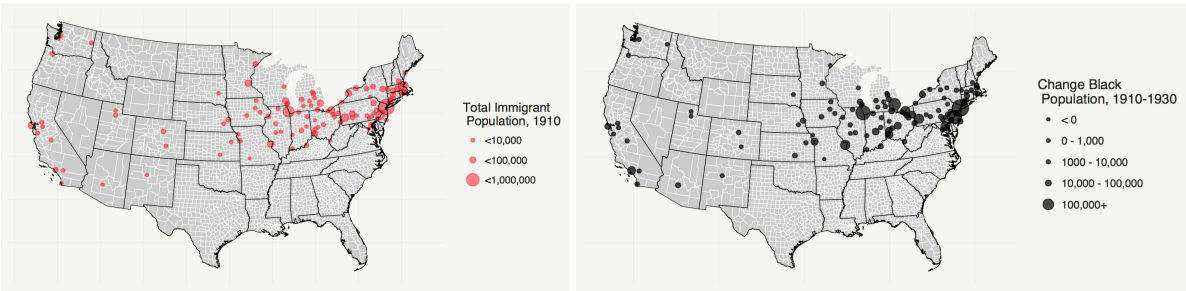 Total Immigrant
Population, 1910
<10,000
<100,000
<1,000,000
Change Black
Population, 1910-1930
< 0
0 - 1,000
1000 - 10,000
10,000 - 100,000
100,000+